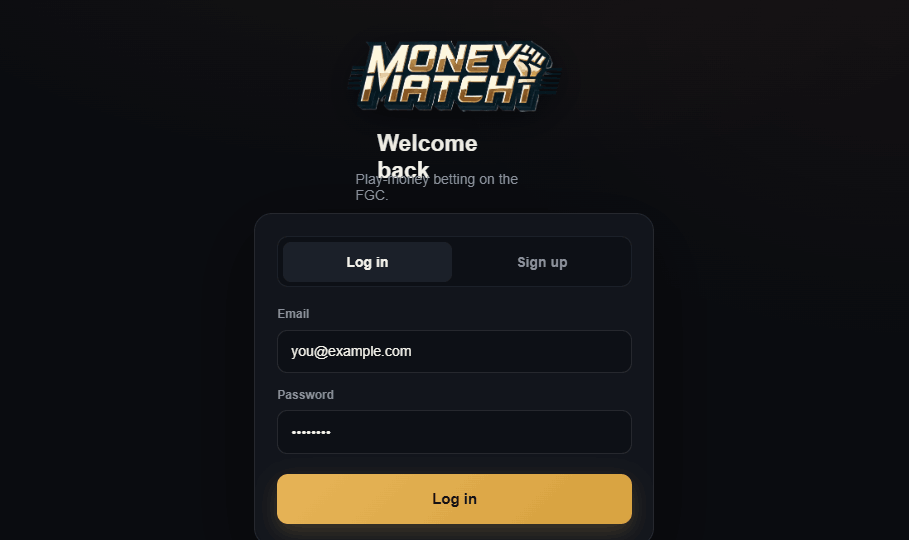 MONEY
MATCH
Welcome
back
Play-money betting on the
FGC.
Log in
Sign up
Email
you@example.com
Password
••••••••
Log in